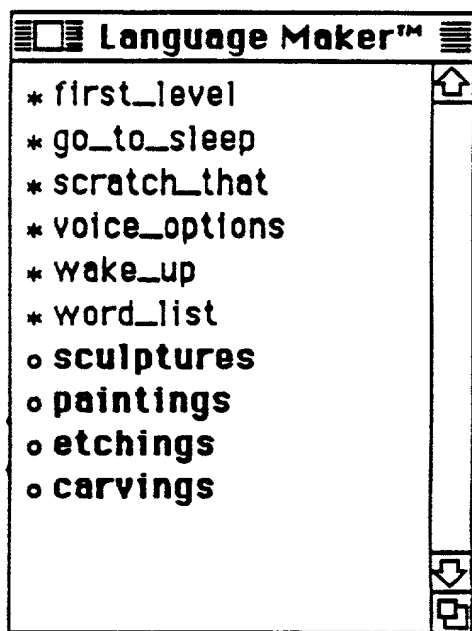 Language Maker™
* first_level
* go_to_sleep
* scratch_that
* voice_options
* wake_up
* word_list
o sculptures
o paintings
o etchings
o carvings